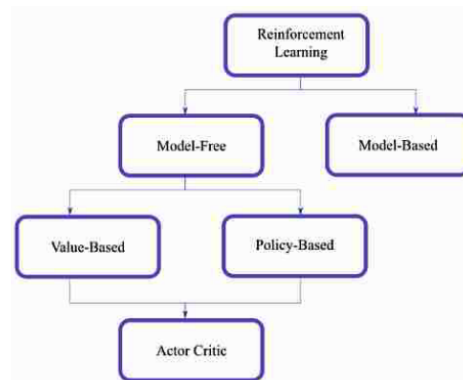 Reinforcement
Learning
Model-Free
Model-Based
Value-Based
Policy-Based
Actor Critic